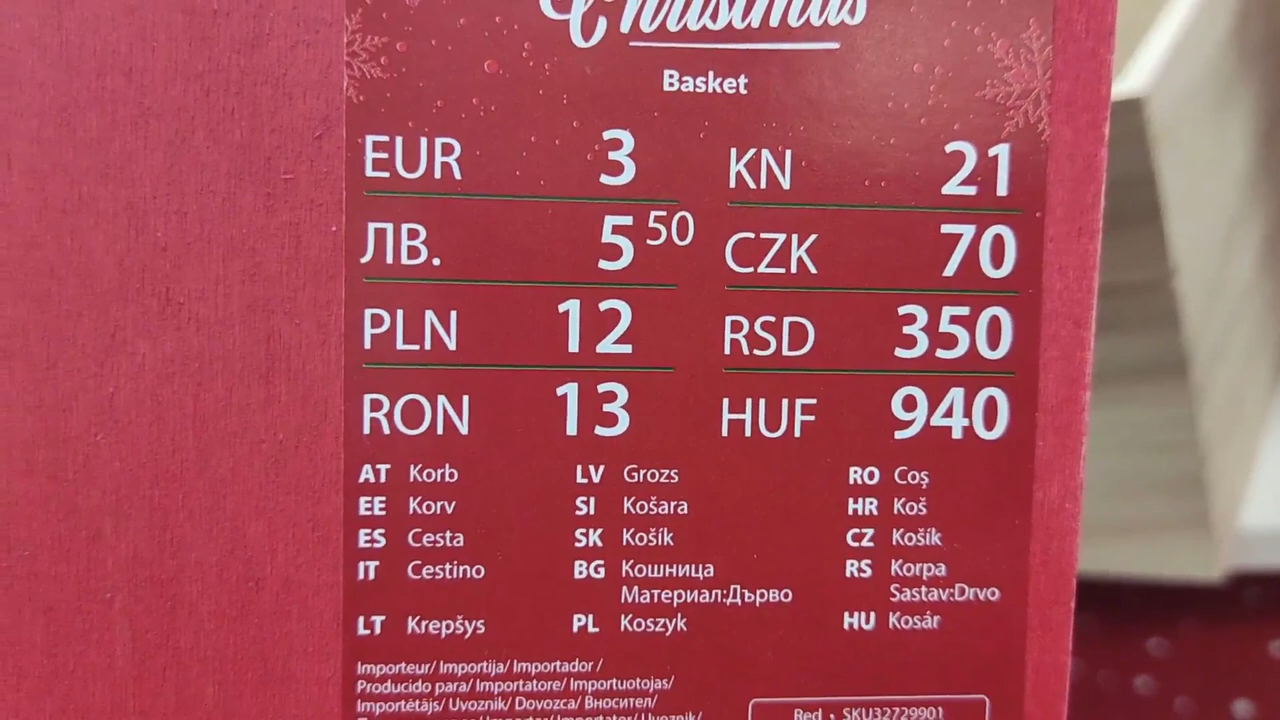 Christmas
Basket
EUR 3 KN 21
ЛВ. 5 50 CZK 70
PLN 12 RSD 350
RON 13 HUF 940
AT Korb LV Grozs RO Coş
EE Korv SI Košara HR Koš
ES Cesta SK Košík CZ Košík
IT Cestino BG Кошница RS Korpa
Материал:Дърво Sastav:Drvo
LT Krepšys PL Koszyk HU Kosár
Importeur/ Importija/ Importador /
Producido para/ Importatore/ Importuotojas/
Importētājs/ Uvoznik/ Dovozca/ Вносител/
Red • SKU32729901